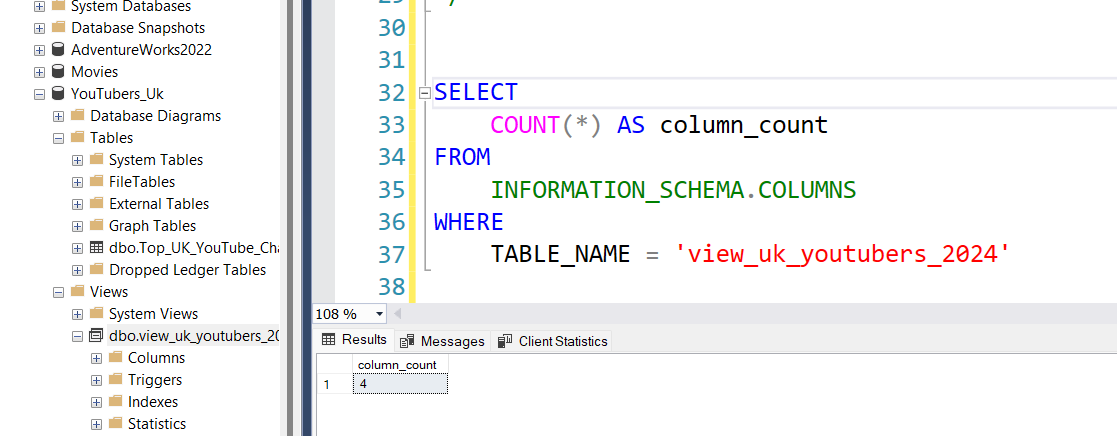 System Databases
Database Snapshots
AdventureWorks2022
Movies
YouTubers_Uk
Database Diagrams
Tables
System Tables
FileTables
External Tables
Graph Tables
dbo.Top_UK_YouTube_Cha
Dropped Ledger Tables
Views
System Views
dbo.view_uk_youtubers_20
Columns
Triggers
Indexes
Statistics
30
31
32 SELECT
33 COUNT(*) AS column_count
34 FROM
35 INFORMATION_SCHEMA.COLUMNS
36 WHERE
37 TABLE_NAME = 'view_uk_youtubers_2024'
38
108 %
Results Messages Client Statistics
column_count
1 4